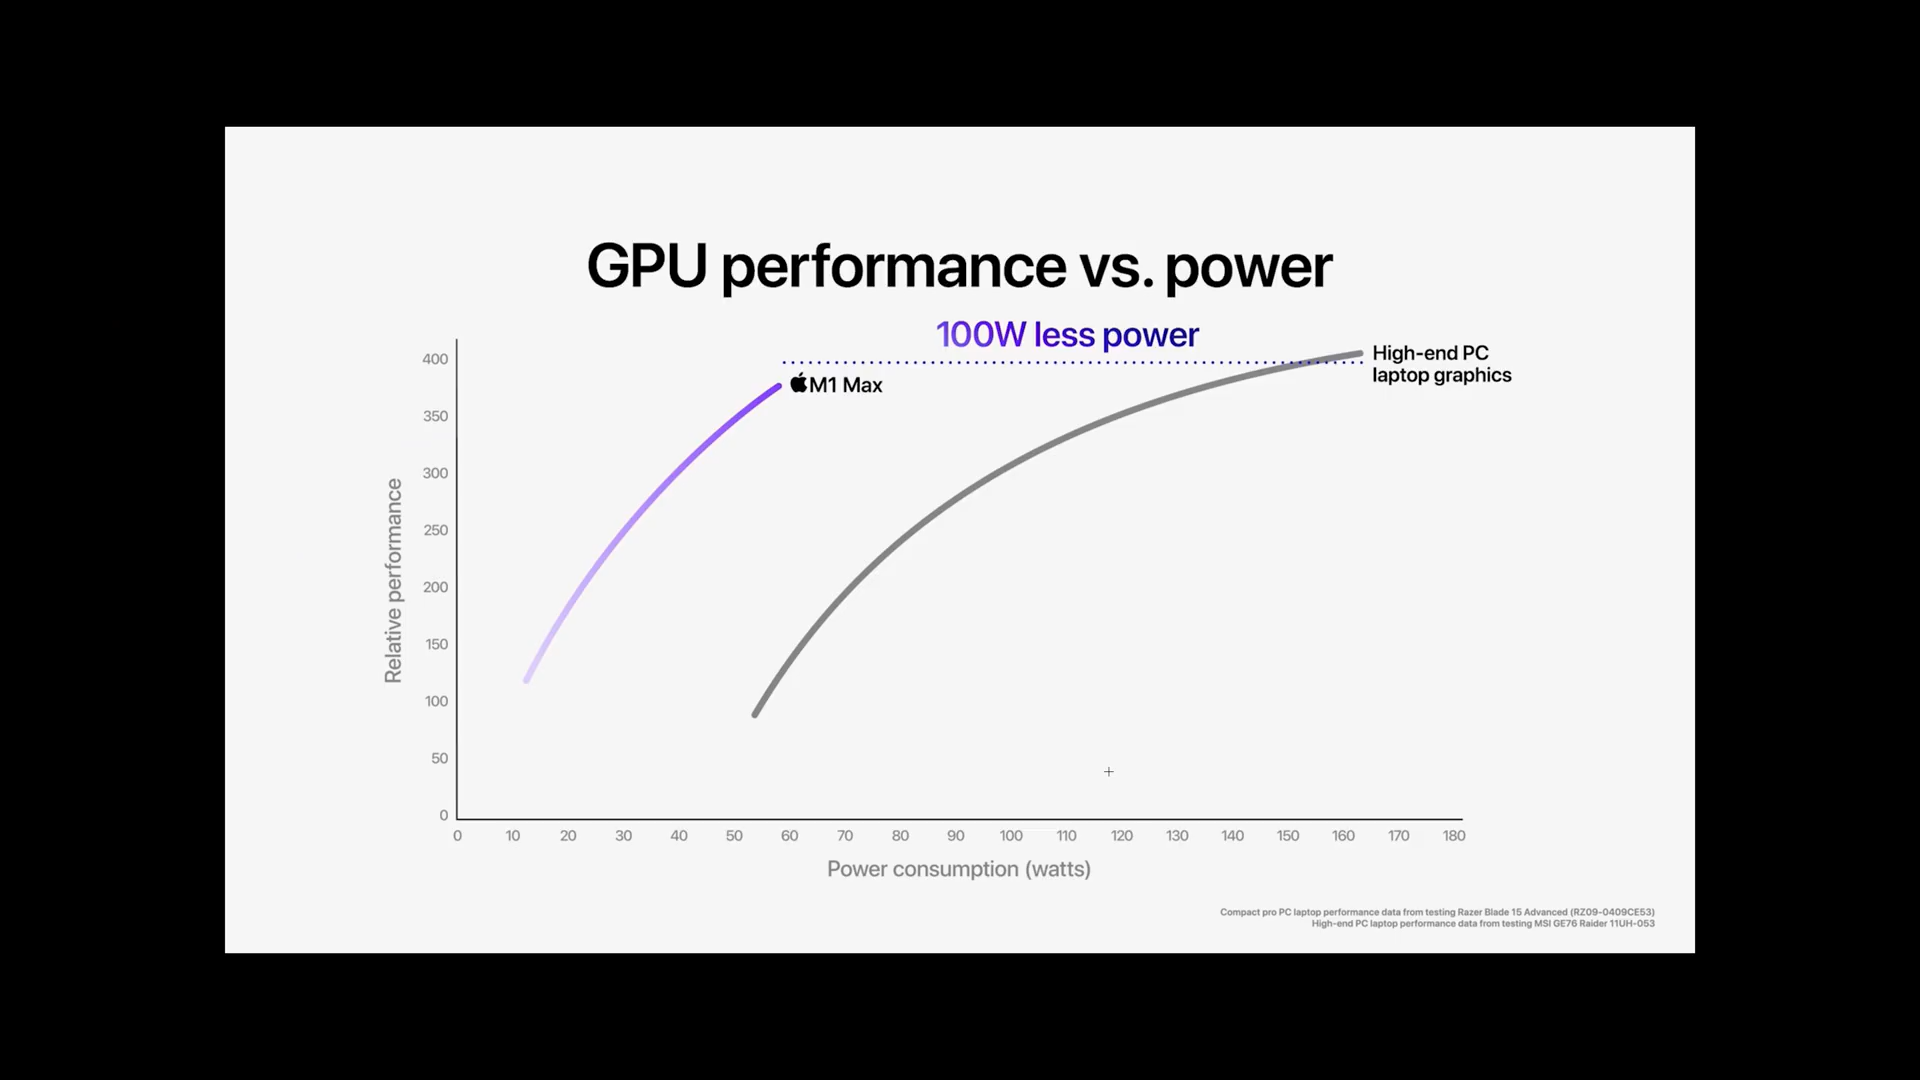 GPU performance vs. power
100W less power
High-end PC
laptop graphics
M1 Max
Relative performance
400
350
300
250
200
150
100
50
0
0 10 20 30 40 50 60 70 80 90 100 110 120 130 140 150 160 170 180
Power consumption (watts)
Compact pro PC laptop performance data from testing Razer Blade 15 Advanced (RZ09-0409CE53)
High-end PC laptop performance data from testing MSI GE76 Raider 11UH-053